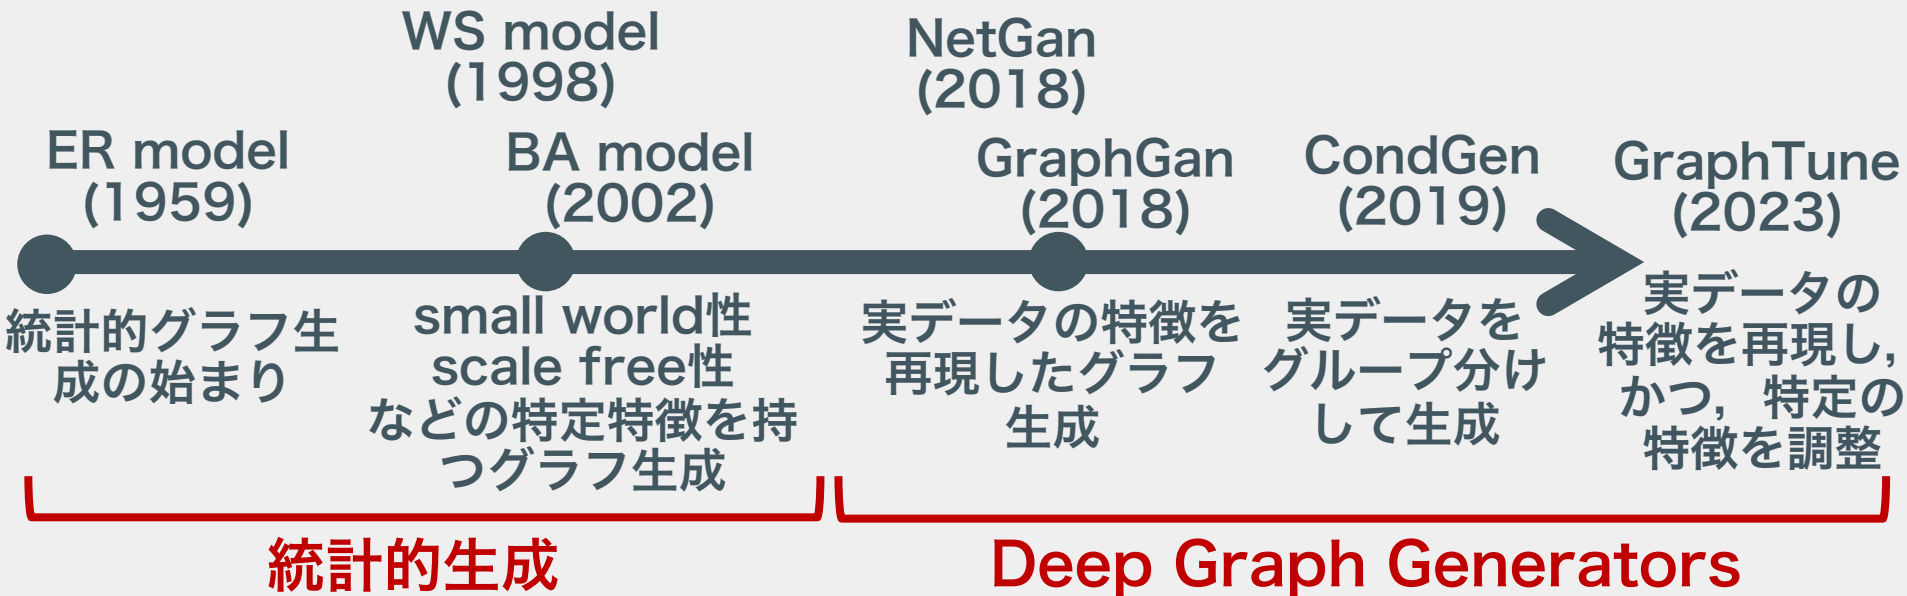 ER model
(1959)
統計的グラフ生
成の始まり
WS model
(1998)
BA model
(2002)
small world性
scale free性
などの特定特徴を持
つグラフ生成
NetGan
(2018)
GraphGan
(2018)
実データの特徴を
再現したグラフ
生成
CondGen
(2019)
実データを
グループ分け
して生成
GraphTune
(2023)
実データの
特徴を再現し，
かつ，特定の
特徴を調整
統計的生成
Deep Graph Generators